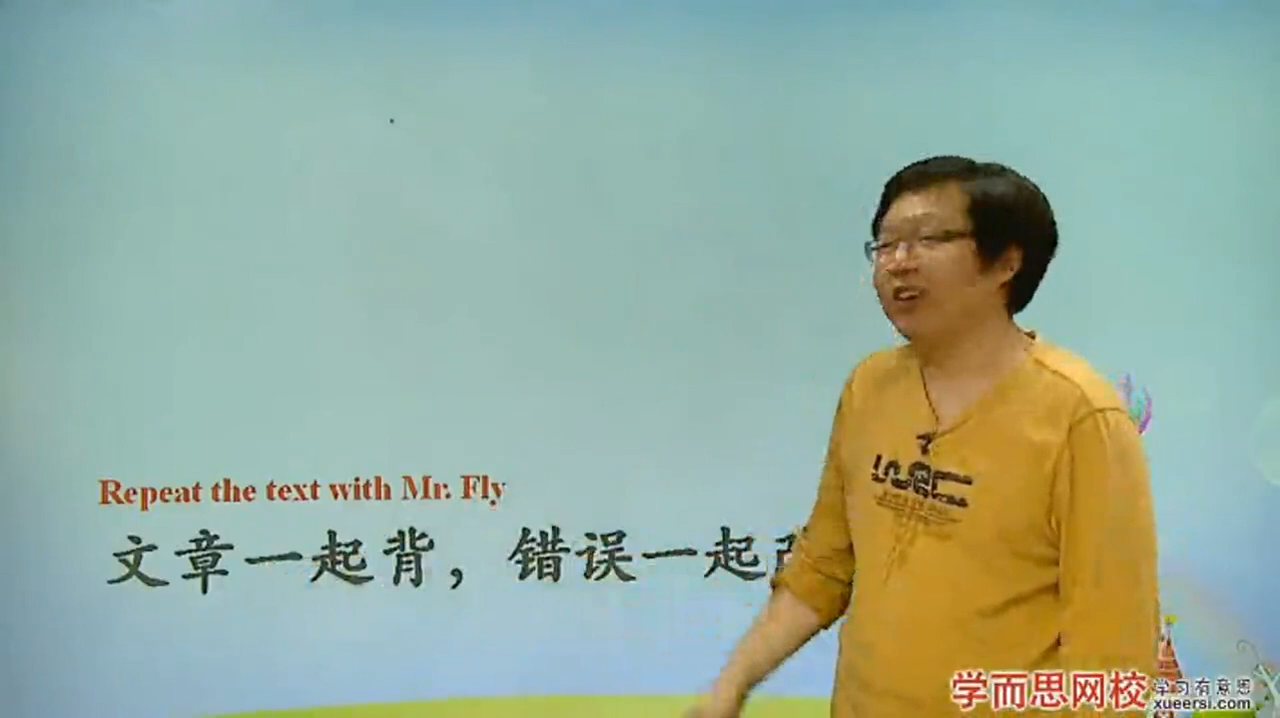 Repeat the text with Mr. Fly
文章一起背，错误一起
学而思网校
学习有意思
xueersi.com